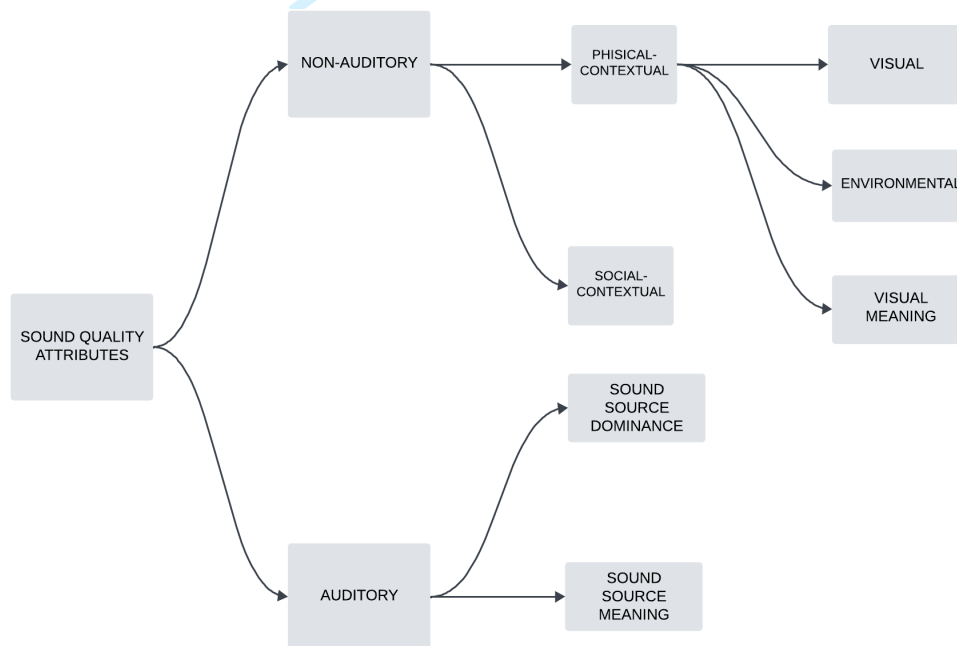 NON-AUDITORY
PHISICAL-
CONTEXTUAL
VISUAL
ENVIRONMENTAL
SOCIAL-
CONTEXTUAL
VISUAL
MEANING
SOUND QUALITY
ATTRIBUTES
SOUND
SOURCE
DOMINANCE
AUDITORY
SOUND
SOURCE
MEANING